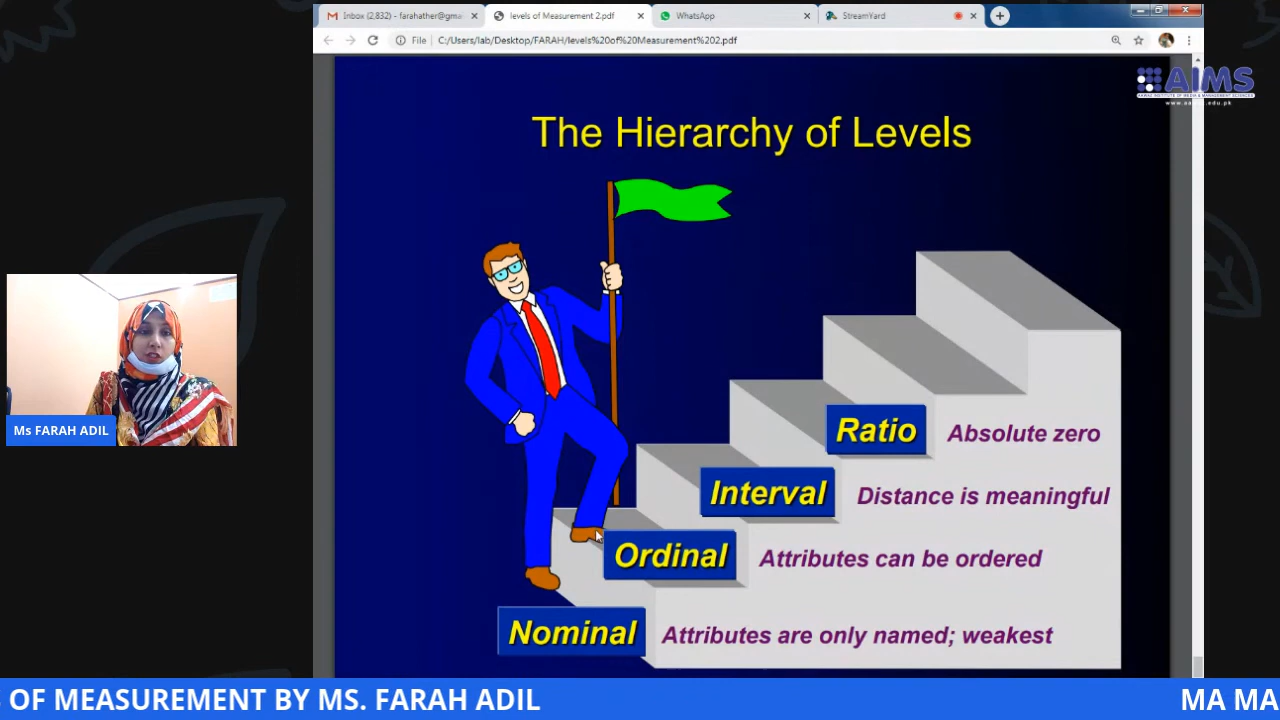 Inbox (2,832) - farahather@gma
levels of Measurement 2.pdf
WhatsApp
StreamYard
File
C:/Users/lab/Desktop/FARAH/levels%20of%20Measurement%202.pdf
AIMS
The Hierarchy of Levels
Ratio Absolute zero
Interval Distance is meaningful
Ordinal Attributes can be ordered
Nominal Attributes are only named; weakest
Ms FARAH ADIL
OF MEASUREMENT BY MS. FARAH ADIL
MA MA